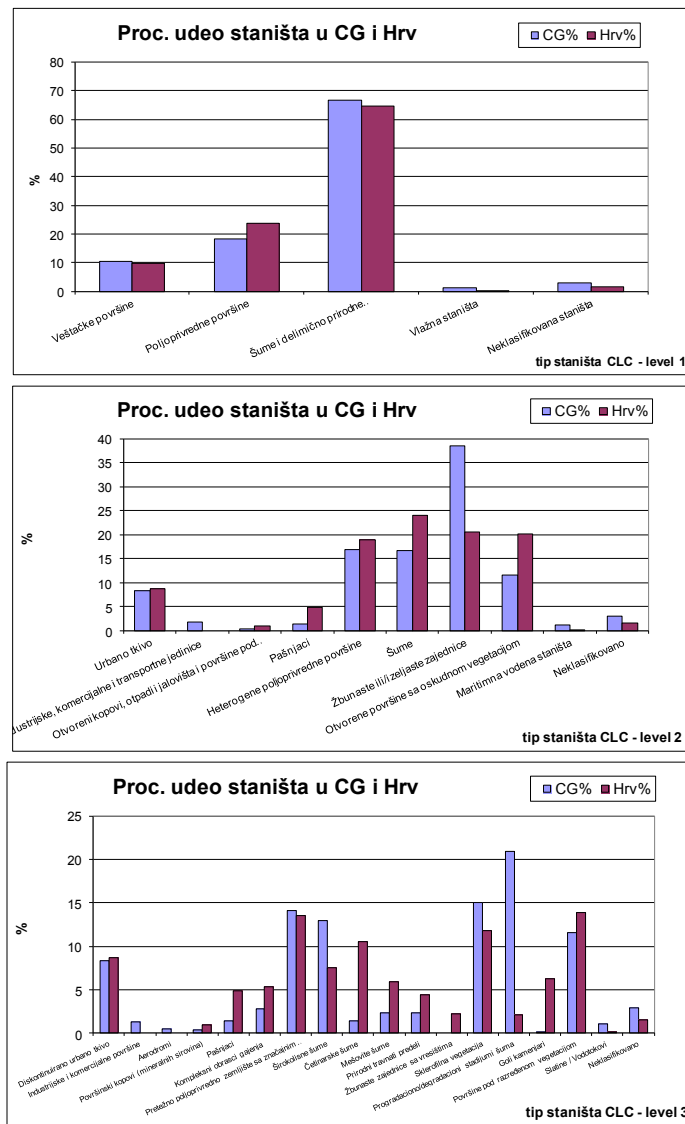 Proc. udeo staništa u CG i Hrv
CG% Hrv%
80
70
60
50
40
30
20
10
0
%
Veštačke površine
Poljoprivredne površine
Šume i delimično prirodne..
Vlažna staništa
Neklasifikovana staništa
tip staništa CLC - level 1
Proc. udeo staništa u CG i Hrv
CG% Hrv%
40
35
30
25
20
15
10
5
0
%
Urbano tkivo
dustrijske, komercijalne i transportne jedinice
Otvoreni kopovi, otpadi i jalovišta i površine pod..
Pašnjaci
Heterogene poljoprivredne površine
Šume
Žbunaste ili/i zeljaste zajednice
Otvorene površine sa oskudnom vegetacijom
Maritimna vodena staništa
Neklasifikovano
tip staništa CLC - level 2
Proc. udeo staništa u CG i Hrv
CG% Hrv%
25
20
15
10
5
0
%
Diskontinuirano urbano tkivo
Industrijske i komercijalne površine
Aerodromi
Površinski kopovi (mineralnih sirovina)
Pašnjaci
Kompleksni obrasci gajenja
Pretežno poljoprivredno zemljište sa značajnim..
Širokolisne šume
Četinarske šume
Mešovite šume
Prirodni travnati predeli
Žbunaste zajednice sa vrestištima
Sklerofilna vegetacija
Progradaciono/degradacioni stadijumi šuma
Goli kamenjari
Površine pod razređenom vegetacijom
Slatine / Vodotokovi
Neklasifikovano
tip staništa CLC - level 3